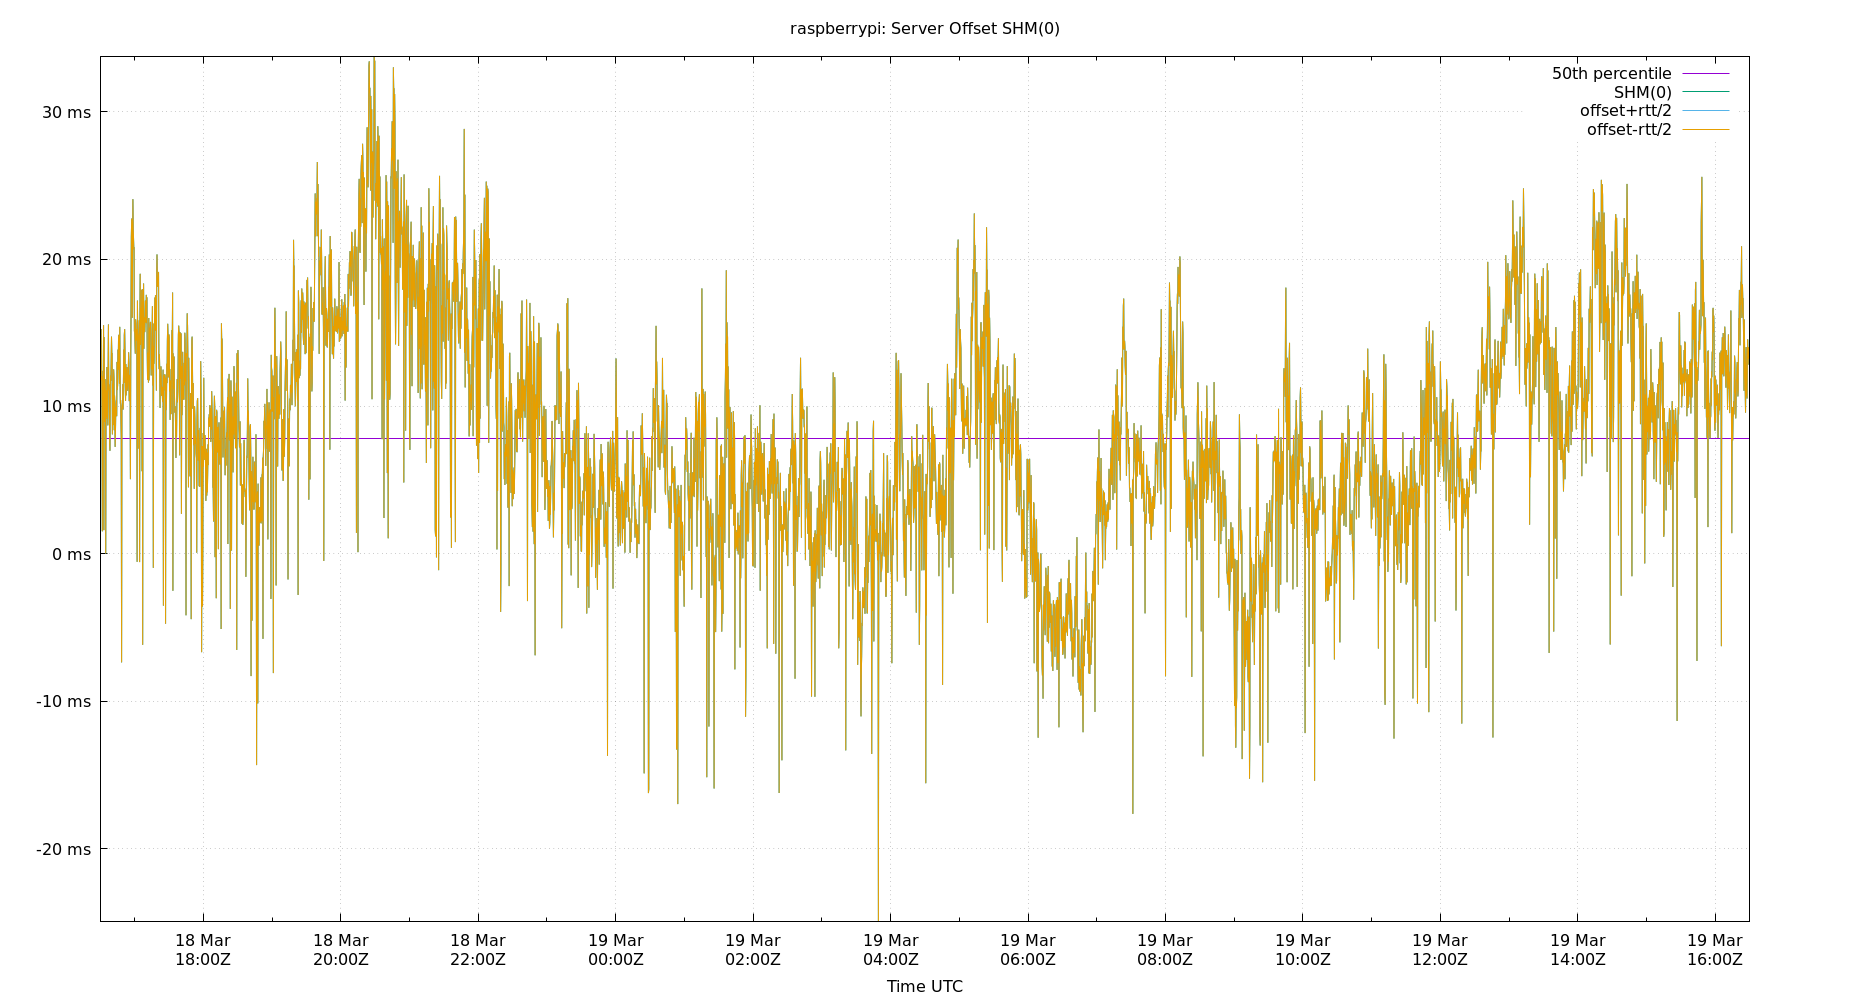 raspberrypi: Server Offset SHM(0)
50th percentile
SHM(0)
offset+rtt/2
offset-rtt/2
30 ms
20 ms
10 ms
0 ms
-10 ms
-20 ms
18 Mar 18 Mar 18 Mar 19 Mar 19 Mar 19 Mar 19 Mar 19 Mar 19 Mar 19 Mar 19 Mar 19 Mar
18:00Z 20:00Z 22:00Z 00:00Z 02:00Z 04:00Z 06:00Z 08:00Z 10:00Z 12:00Z 14:00Z 16:00Z
Time UTC